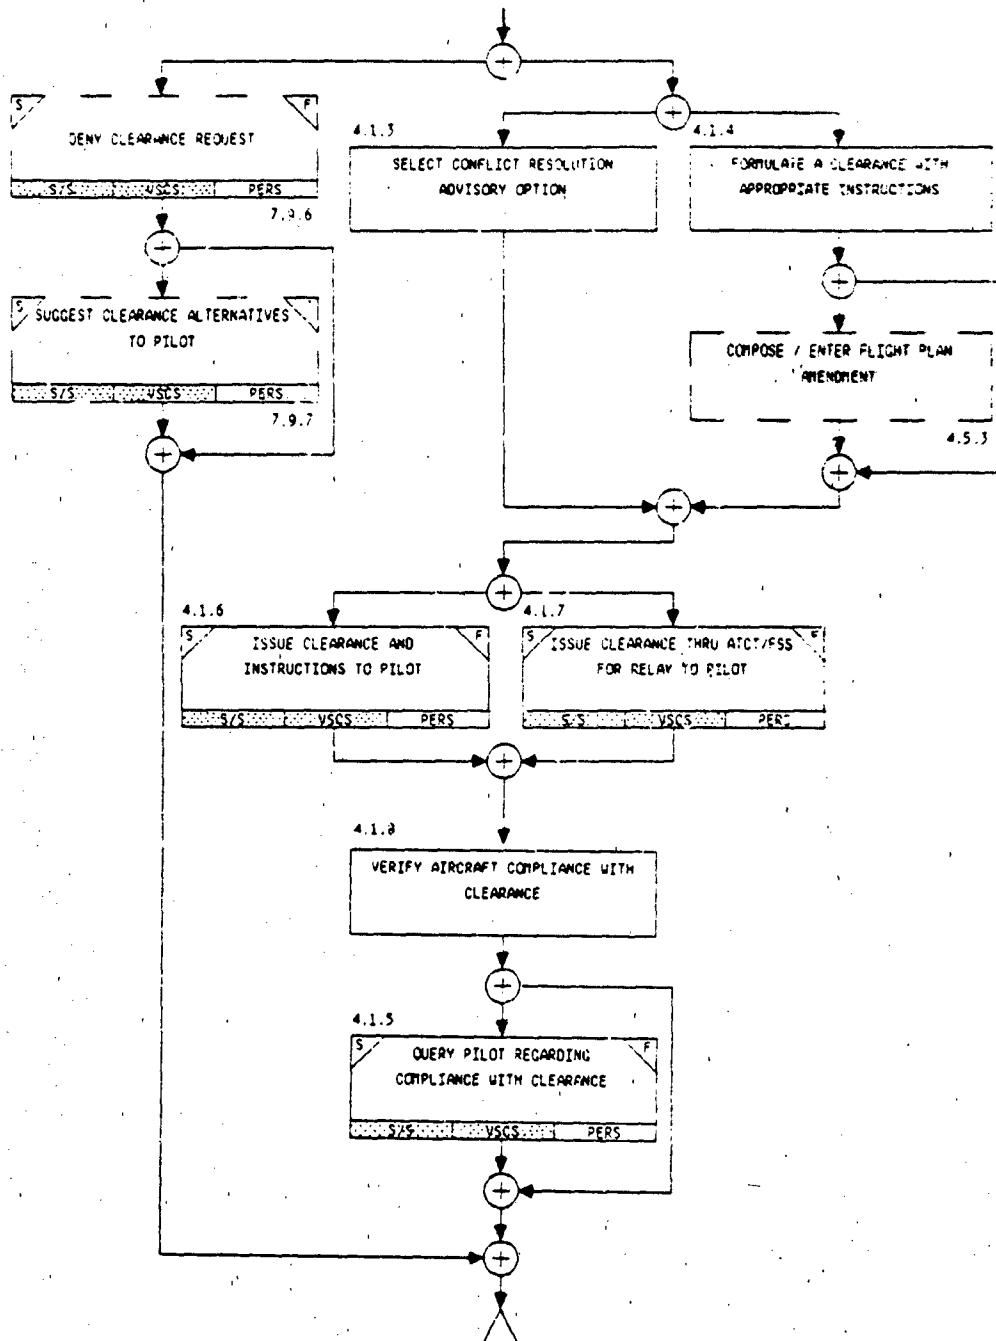 S F
DENY CLEARANCE REQUEST
S/S VSCS PERS
7.9.6
S
SUGGEST CLEARANCE ALTERNATIVES
TO PILOT
S/S VSCS PERS
7.9.7
4.1.3
SELECT CONFLICT RESOLUTION
ADVISORY OPTION
4.1.4
FORMULATE A CLEARANCE WITH
APPROPRIATE INSTRUCTIONS
COMPOSE / ENTER FLIGHT PLAN
AMENDMENT
4.5.3
4.1.6
S F
ISSUE CLEARANCE AND
INSTRUCTIONS TO PILOT
S/S VSCS PERS
4.1.7
S F
ISSUE CLEARANCE THRU ATCT/FSS
FOR RELAY TO PILOT
S/S VSCS PERS
4.1.8
VERIFY AIRCRAFT COMPLIANCE WITH
CLEARANCE
4.1.5
S F
QUERY PILOT REGARDING
COMPLIANCE WITH CLEARANCE
S/S VSCS PERS